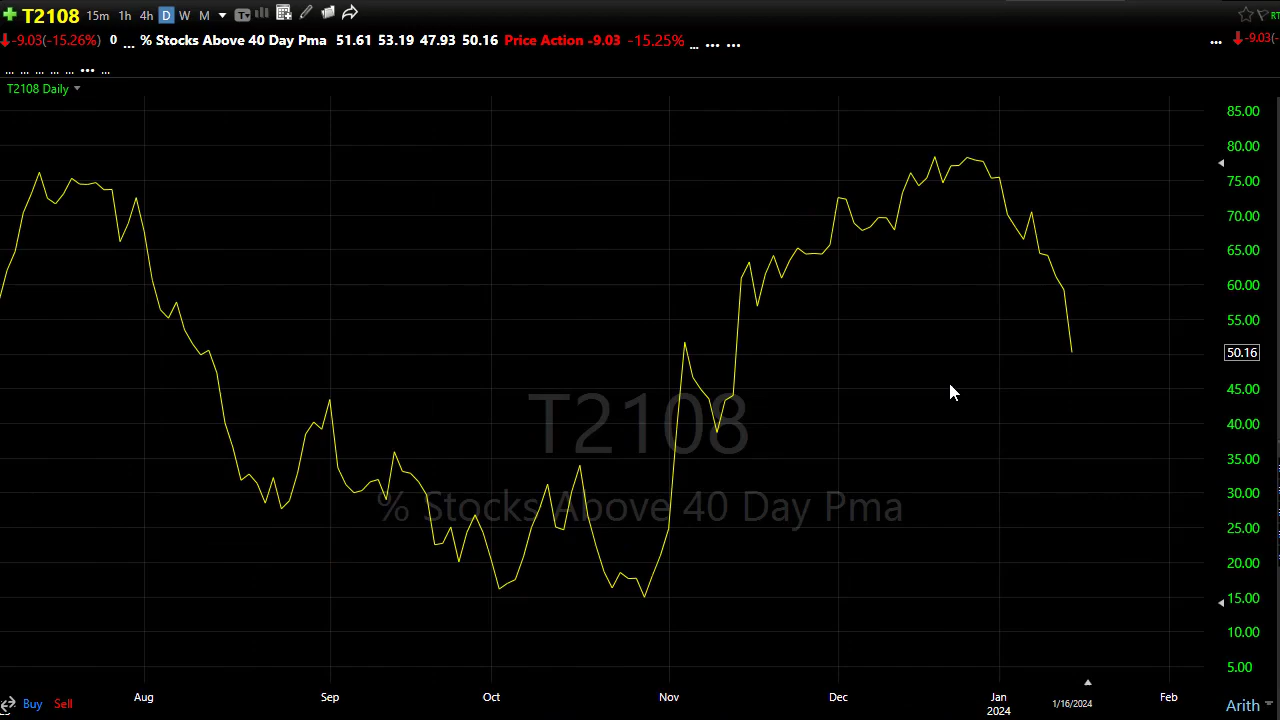 T2108 15m 1h 4h D W M T RT
-9.03(-15.26%) 0 ... % Stocks Above 40 Day Pma 51.61 53.19 47.93 50.16 Price Action -9.03 -15.25% ... ... ... ... -9.03(-
... ... ... ... ... ... ...
T2108 Daily
85.00
80.00
75.00
70.00
65.00
60.00
55.00
50.16
45.00
40.00
35.00
30.00
25.00
20.00
15.00
10.00
5.00
T2108
% Stocks Above 40 Day Pma
Aug Sep Oct Nov Dec Jan Feb
2024 1/16/2024
Buy Sell Arith